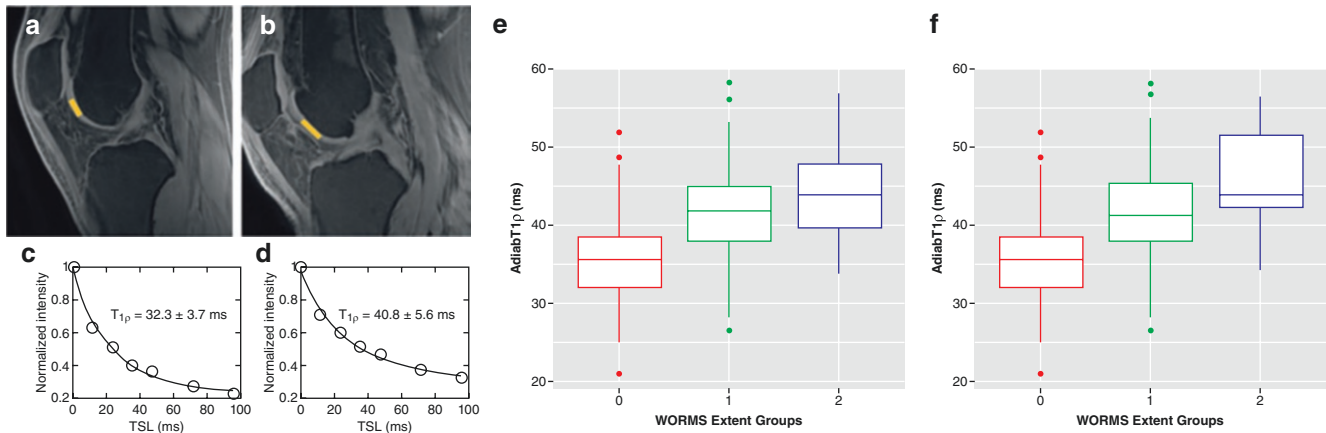 a
b
c
d
1
0.8
0.6
0.4
0.2
Normalized intensity
T1ρ = 32.3 ± 3.7 ms
0 20 40 60 80 100
TSL (ms)
1
0.8
0.6
0.4
0.2
Normalized intensity
T1ρ = 40.8 ± 5.6 ms
0 20 40 60 80 100
TSL (ms)
e
60
50
40
30
20
AdiabT1ρ (ms)
0 1 2
WORMS Extent Groups
f
60
50
40
30
20
AdiabT1ρ (ms)
0 1 2
WORMS Extent Groups